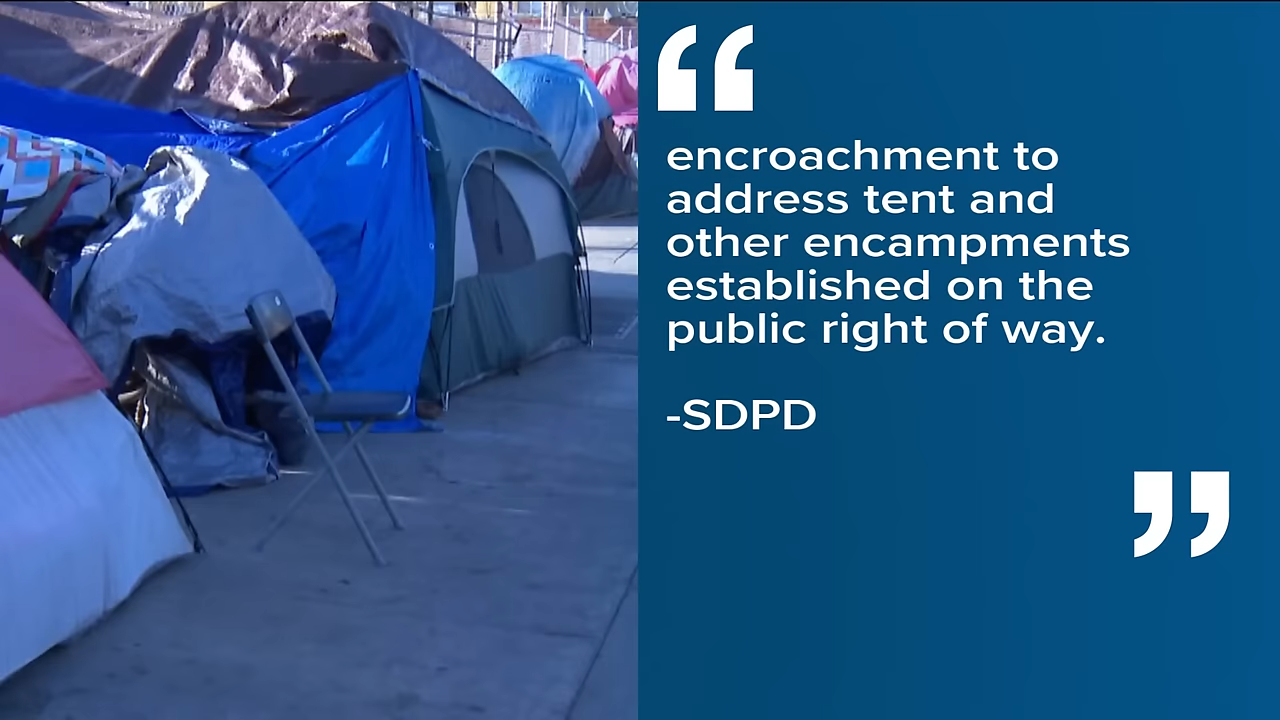 “
encroachment to
address tent and
other encampments
established on the
public right of way.
-SDPD
”